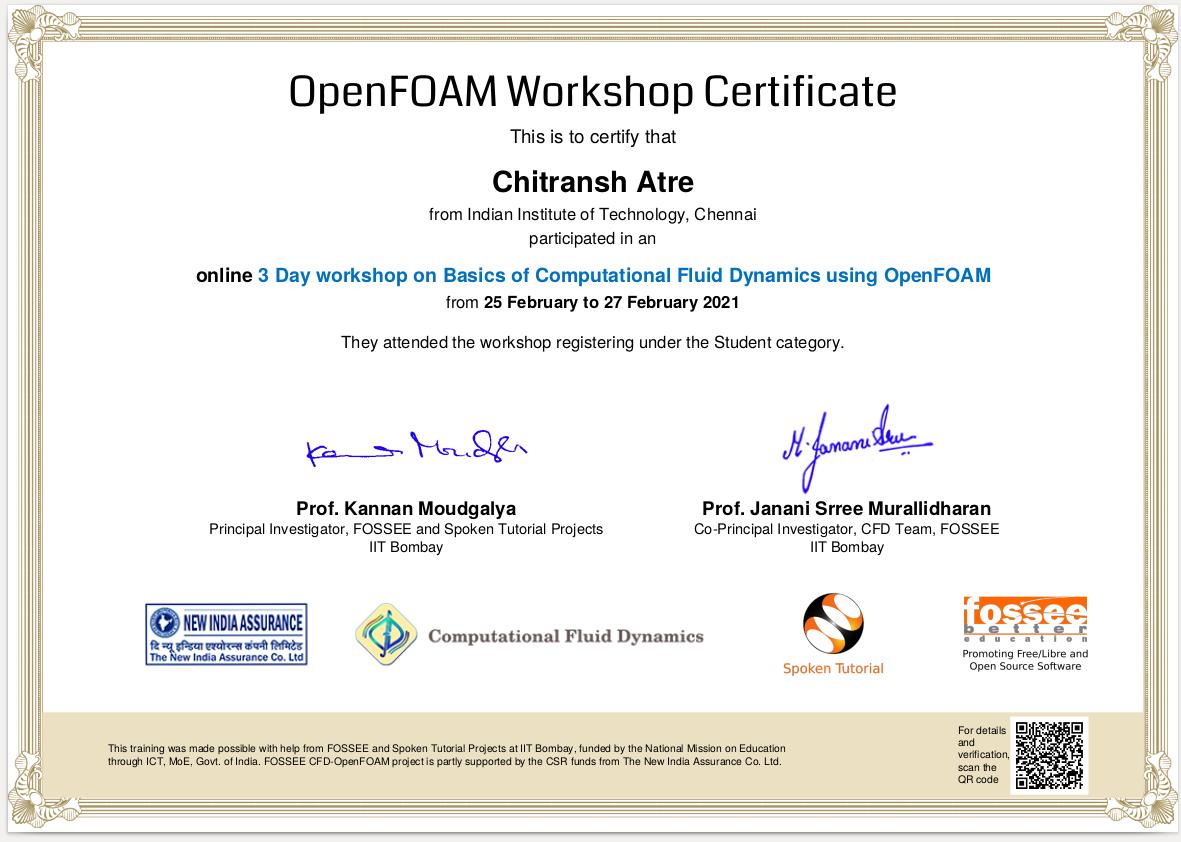 OpenFOAM Workshop Certificate
This is to certify that
Chitransh Atre
from Indian Institute of Technology, Chennai
participated in an
online 3 Day workshop on Basics of Computational Fluid Dynamics using OpenFOAM
from 25 February to 27 February 2021
They attended the workshop registering under the Student category.
Kannan Moudgalya
M. Janani Srree
Prof. Kannan Moudgalya
Principal Investigator, FOSSEE and Spoken Tutorial Projects
IIT Bombay
Prof. Janani Srree Murallidharan
Co-Principal Investigator, CFD Team, FOSSEE
IIT Bombay
NEW INDIA ASSURANCE
दि न्यू इन्डिया एश्योरन्स कंपनी लिमिटेड
The New India Assurance Co. Ltd
Computational Fluid Dynamics
Spoken Tutorial
fossee
better
education
Promoting Free/Libre and
Open Source Software
This training was made possible with help from FOSSEE and Spoken Tutorial Projects at IIT Bombay, funded by the National Mission on Education
through ICT, MoE, Govt. of India. FOSSEE CFD-OpenFOAM project is partly supported by the CSR funds from The New India Assurance Co. Ltd.
For details
and
verification,
scan the
QR code